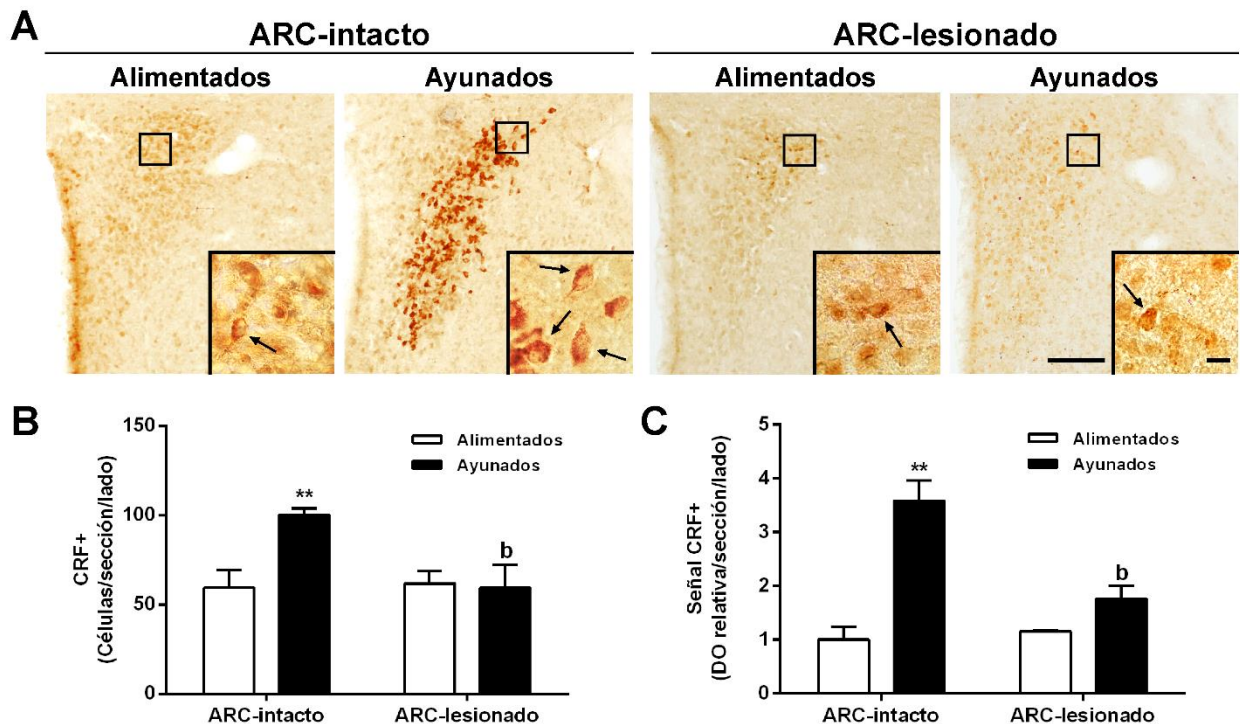 A
ARC-intacto
ARC-lesionado
Alimentados
Ayunados
Alimentados
Ayunados
B
CRF+
(Células/sección/lado)
150
100
50
0
Alimentados
Ayunados
**
b
ARC-intacto
ARC-lesionado
C
Señal CRF+
(DO relativa/sección/lado)
5
4
3
2
1
0
Alimentados
Ayunados
**
b
ARC-intacto
ARC-lesionado